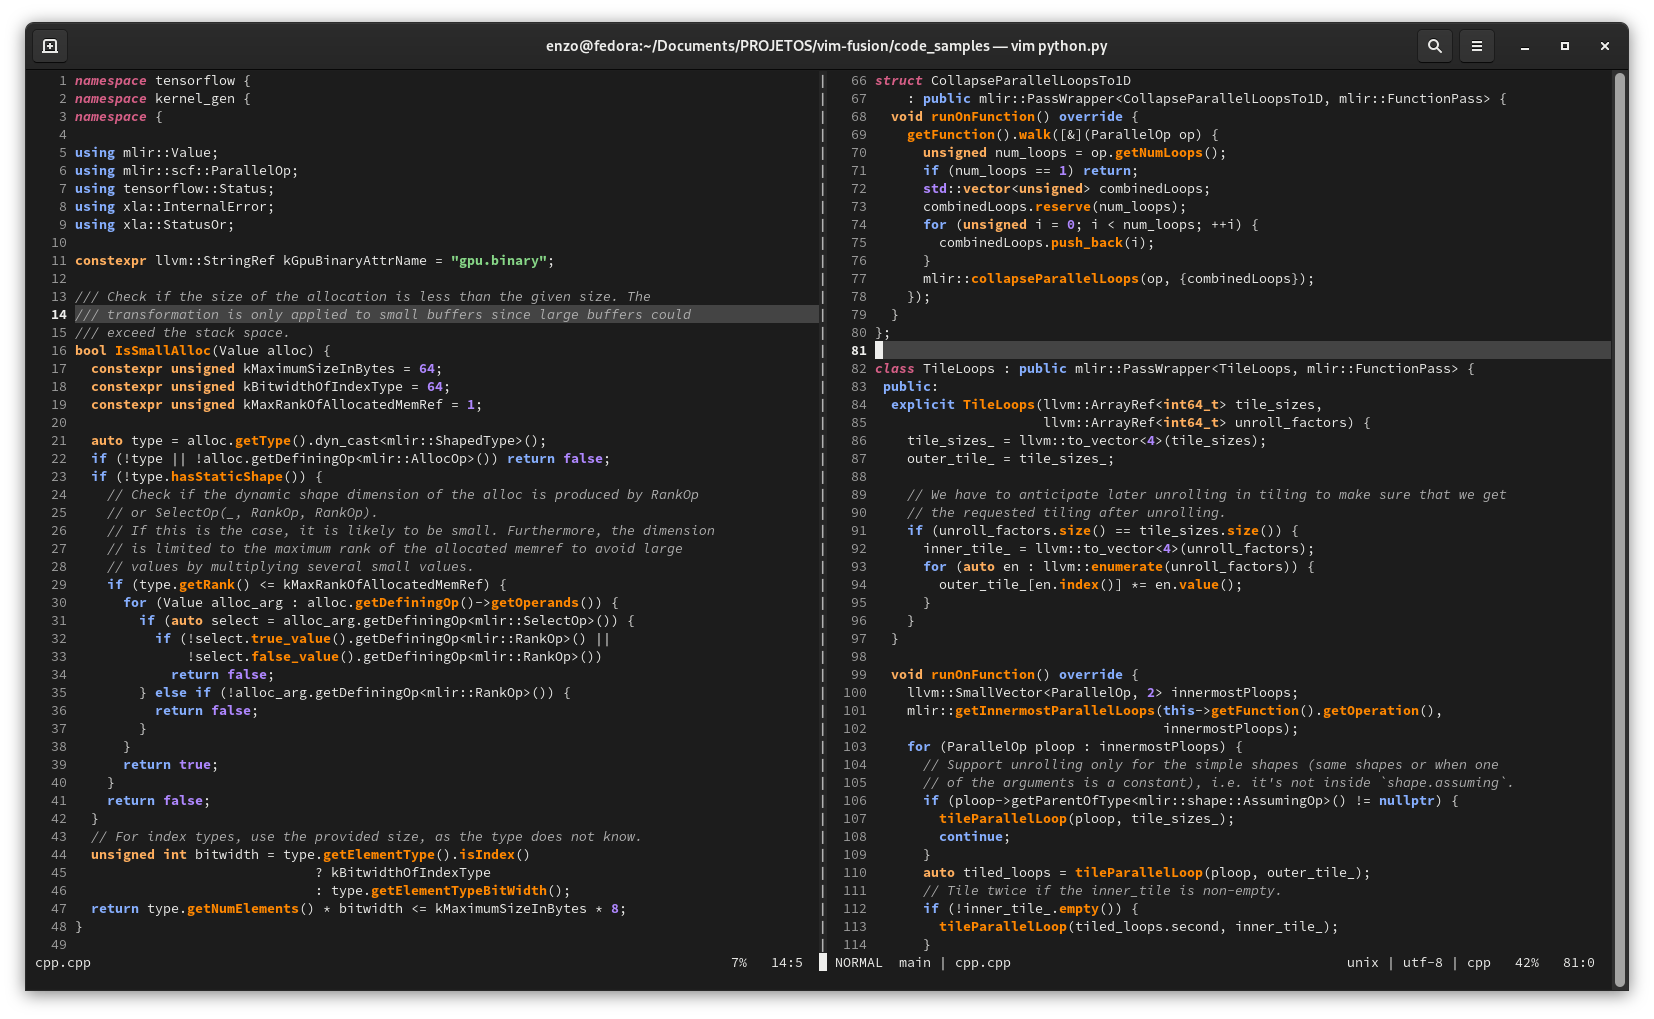 enzo@fedora:~/Documents/PROJETOS/vim-fusion/code_samples — vim python.py
1 namespace tensorflow {
2 namespace kernel_gen {
3 namespace {
4
5 using mlir::Value;
6 using mlir::scf::ParallelOp;
7 using tensorflow::Status;
8 using xla::InternalError;
9 using xla::StatusOr;
10
11 constexpr llvm::StringRef kGpuBinaryAttrName = "gpu.binary";
12
13 /// Check if the size of the allocation is less than the given size. The
14 /// transformation is only applied to small buffers since large buffers could
15 /// exceed the stack space.
16 bool IsSmallAlloc(Value alloc) {
17   constexpr unsigned kMaximumSizeInBytes = 64;
18   constexpr unsigned kBitwidthOfIndexType = 64;
19   constexpr unsigned kMaxRankOfAllocatedMemRef = 1;
20
21   auto type = alloc.getType().dyn_cast<mlir::ShapedType>();
22   if (!type || !alloc.getDefiningOp<mlir::AllocOp>()) return false;
23   if (!type.hasStaticShape()) {
24     // Check if the dynamic shape dimension of the alloc is produced by RankOp
25     // or SelectOp(_, RankOp, RankOp).
26     // If this is the case, it is likely to be small. Furthermore, the dimension
27     // is limited to the maximum rank of the allocated memref to avoid large
28     // values by multiplying several small values.
29     if (type.getRank() <= kMaxRankOfAllocatedMemRef) {
30       for (Value alloc_arg : alloc.getDefiningOp()->getOperands()) {
31         if (auto select = alloc_arg.getDefiningOp<mlir::SelectOp>()) {
32           if (!select.true_value().getDefiningOp<mlir::RankOp>() ||
33               !select.false_value().getDefiningOp<mlir::RankOp>())
34             return false;
35         } else if (!alloc_arg.getDefiningOp<mlir::RankOp>()) {
36           return false;
37         }
38       }
39       return true;
40     }
41     return false;
42   }
43   // For index types, use the provided size, as the type does not know.
44   unsigned int bitwidth = type.getElementType().isIndex()
45                               ? kBitwidthOfIndexType
46                               : type.getElementTypeBitWidth();
47   return type.getNumElements() * bitwidth <= kMaximumSizeInBytes * 8;
48 }
49
cpp.cpp 7% 14:5
66 struct CollapseParallelLoopsTo1D
67     : public mlir::PassWrapper<CollapseParallelLoopsTo1D, mlir::FunctionPass> {
68   void runOnFunction() override {
69     getFunction().walk([&](ParallelOp op) {
70       unsigned num_loops = op.getNumLoops();
71       if (num_loops == 1) return;
72       std::vector<unsigned> combinedLoops;
73       combinedLoops.reserve(num_loops);
74       for (unsigned i = 0; i < num_loops; ++i) {
75         combinedLoops.push_back(i);
76       }
77       mlir::collapseParallelLoops(op, {combinedLoops});
78     });
79   }
80 };
81
82 class TileLoops : public mlir::PassWrapper<TileLoops, mlir::FunctionPass> {
83  public:
84   explicit TileLoops(llvm::ArrayRef<int64_t> tile_sizes,
85                      llvm::ArrayRef<int64_t> unroll_factors) {
86     tile_sizes_ = llvm::to_vector<4>(tile_sizes);
87     outer_tile_ = tile_sizes_;
88
89     // We have to anticipate later unrolling in tiling to make sure that we get
90     // the requested tiling after unrolling.
91     if (unroll_factors.size() == tile_sizes.size()) {
92       inner_tile_ = llvm::to_vector<4>(unroll_factors);
93       for (auto en : llvm::enumerate(unroll_factors)) {
94         outer_tile_[en.index()] *= en.value();
95       }
96     }
97   }
98
99   void runOnFunction() override {
100     llvm::SmallVector<ParallelOp, 2> innermostPloops;
101     mlir::getInnermostParallelLoops(this->getFunction().getOperation(),
102                                     innermostPloops);
103     for (ParallelOp ploop : innermostPloops) {
104       // Support unrolling only for the simple shapes (same shapes or when one
105       // of the arguments is a constant), i.e. it's not inside `shape.assuming`.
106       if (ploop->getParentOfType<mlir::shape::AssumingOp>() != nullptr) {
107         tileParallelLoop(ploop, tile_sizes_);
108         continue;
109       }
110       auto tiled_loops = tileParallelLoop(ploop, outer_tile_);
111       // Tile twice if the inner_tile is non-empty.
112       if (!inner_tile_.empty()) {
113         tileParallelLoop(tiled_loops.second, inner_tile_);
114       }
NORMAL main | cpp.cpp unix | utf-8 | cpp 42% 81:0